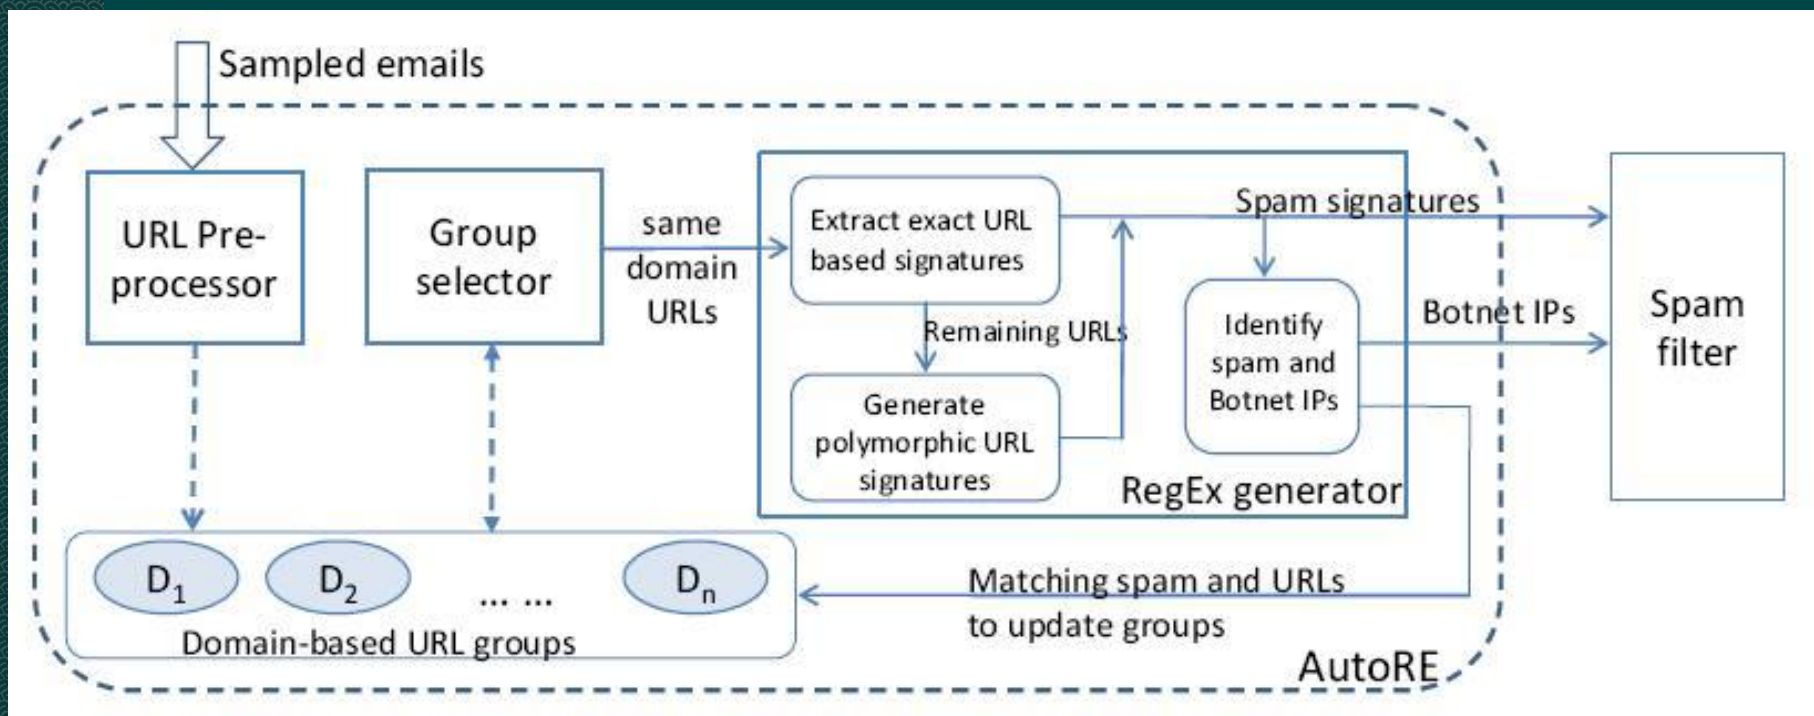 Sampled emails
URL Pre-
processor
Group
selector
same
domain
URLs
Extract exact URL
based signatures
Remaining URLs
Generate
polymorphic URL
signatures
Spam signatures
Identify
spam and
Botnet IPs
RegEx generator
Botnet IPs
Spam
filter
D1
D2
... ...
Dn
Domain-based URL groups
Matching spam and URLs
to update groups
AutoRE